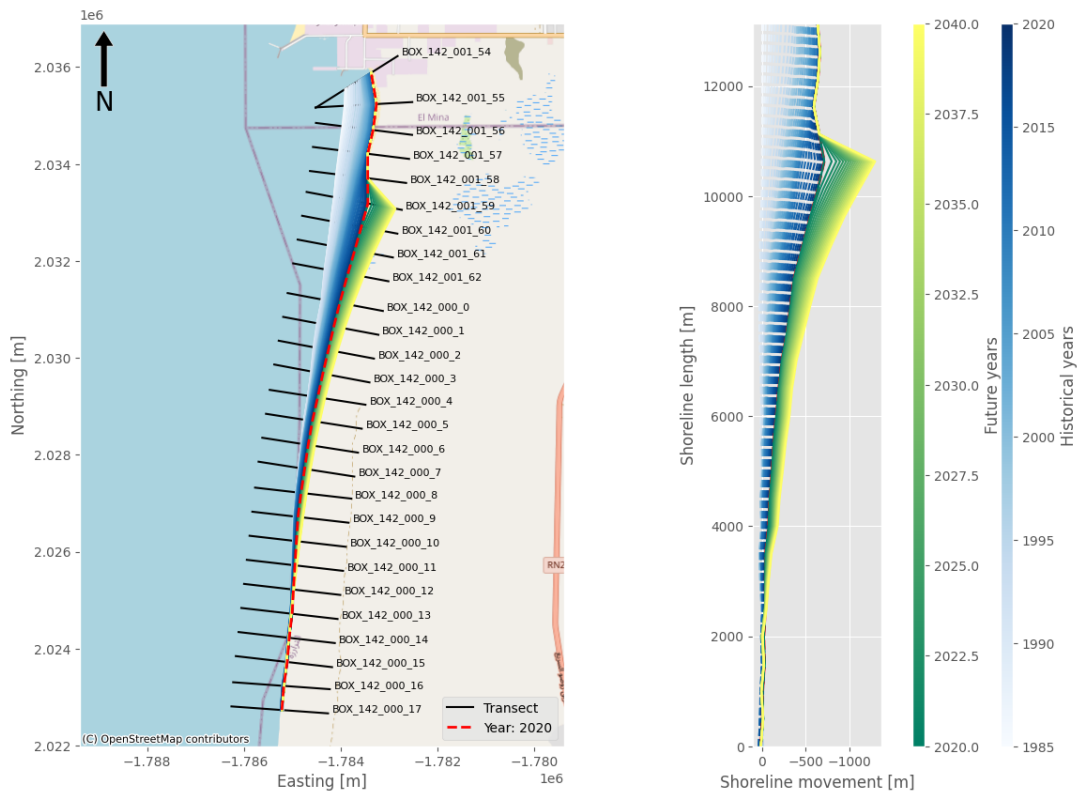 1e6
N
2.036
2.034
2.032
2.030
2.028
2.026
2.024
2.022
Northing [m]
BOX_142_001_54
BOX_142_001_55
El Mina
BOX_142_001_56
BOX_142_001_57
BOX_142_001_58
BOX_142_001_59
BOX_142_001_60
BOX_142_001_61
BOX_142_001_62
BOX_142_000_0
BOX_142_000_1
BOX_142_000_2
BOX_142_000_3
BOX_142_000_4
BOX_142_000_5
BOX_142_000_6
BOX_142_000_7
BOX_142_000_8
BOX_142_000_9
BOX_142_000_10
BOX_142_000_11
BOX_142_000_12
BOX_142_000_13
BOX_142_000_14
BOX_142_000_15
BOX_142_000_16
BOX_142_000_17
RN2
Transect
Year: 2020
(C) OpenStreetMap contributors
−1.788
−1.786
−1.784
−1.782
−1.780
1e6
Easting [m]
Shoreline length [m]
12000
10000
8000
6000
4000
2000
0
0
−500
−1000
Shoreline movement [m]
2040.0
2037.5
2035.0
2032.5
2030.0
2027.5
2025.0
2022.5
2020.0
Future years
2020
2015
2010
2005
2000
1995
1990
1985
Historical years